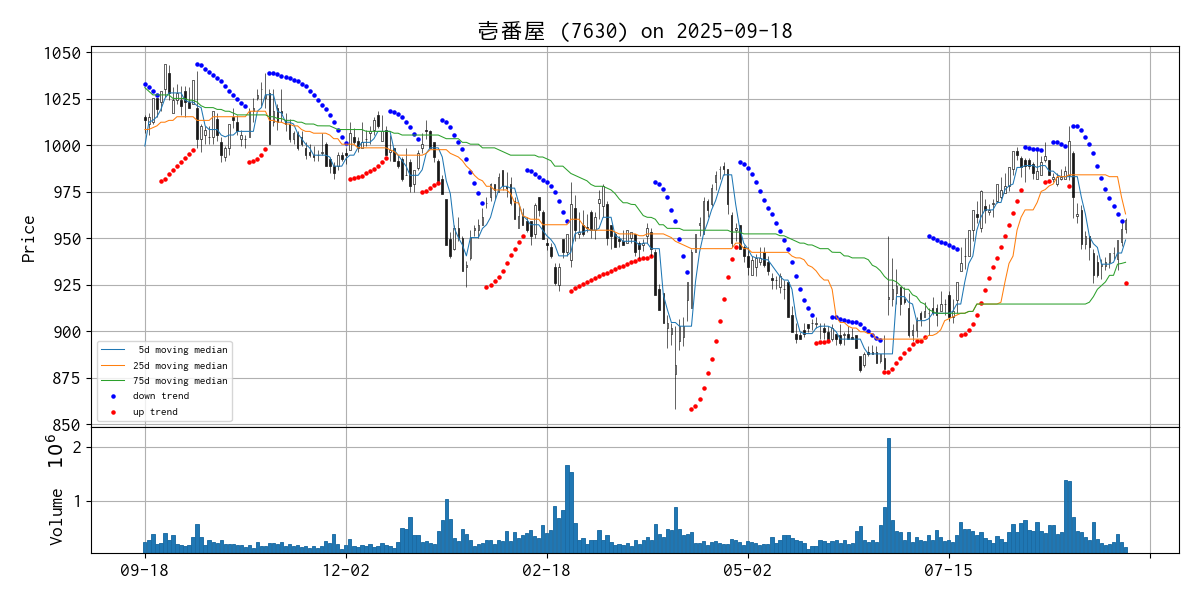 壱番屋 (7630) on 2025-09-18
1050
1025
1000
975
950
925
900
875
850
Price
5d moving median
25d moving median
75d moving median
down trend
up trend
2
1
Volume 10^6
09-18
12-02
02-18
05-02
07-15